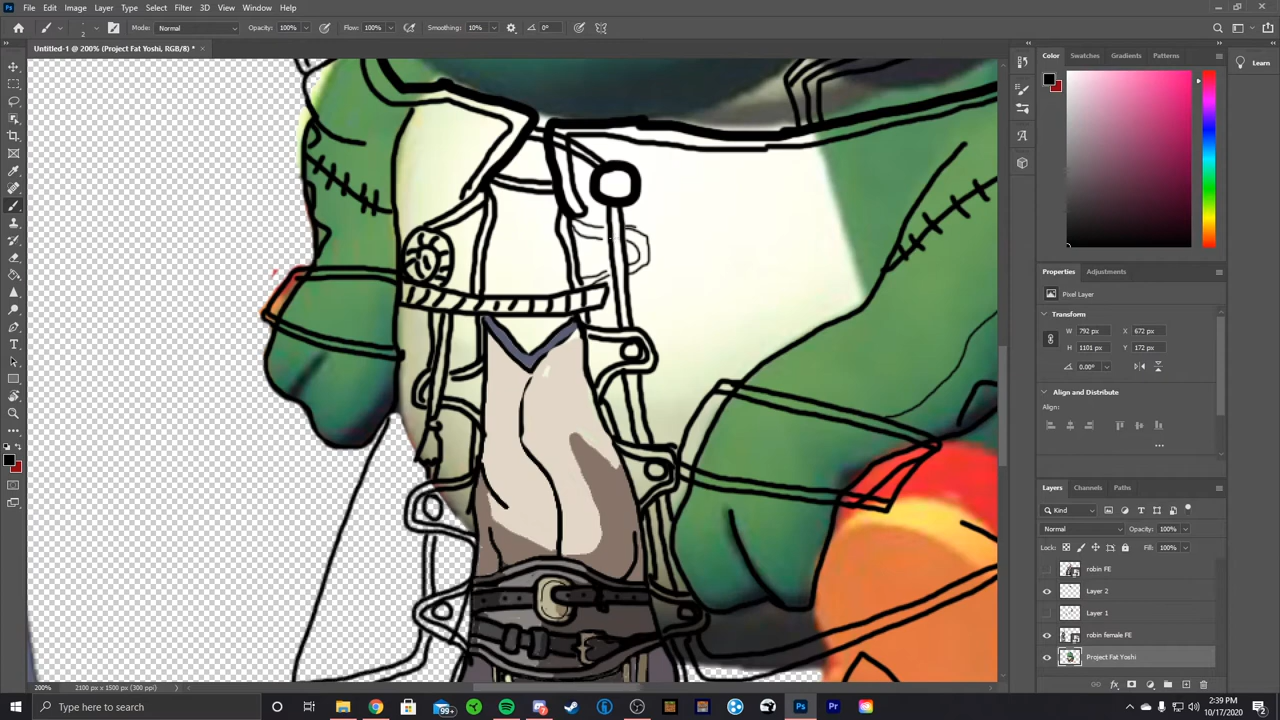 File Edit Image Layer Type Select Filter 3D View Window Help
Mode: Normal Opacity: 100% Flow: 100% Smoothing: 10% 0°
2
Untitled-1 @ 200% (Project Fat Yoshi, RGB/8) * ×
Color Swatches Gradients Patterns
Learn
Properties Adjustments
Pixel Layer
Transform
W: 792 px X: 672 px
H: 1101 px Y: 172 px
0.00°
Align and Distribute
Align:
Layers Channels Paths
Kind
Normal Opacity: 100%
Lock: Fill: 100%
robin FE
Layer 2
Layer 1
robin female FE
Project Fat Yoshi
200% 2100 px x 1500 px (300 ppi)
Type here to search
99+
2:39 PM
10/17/2020